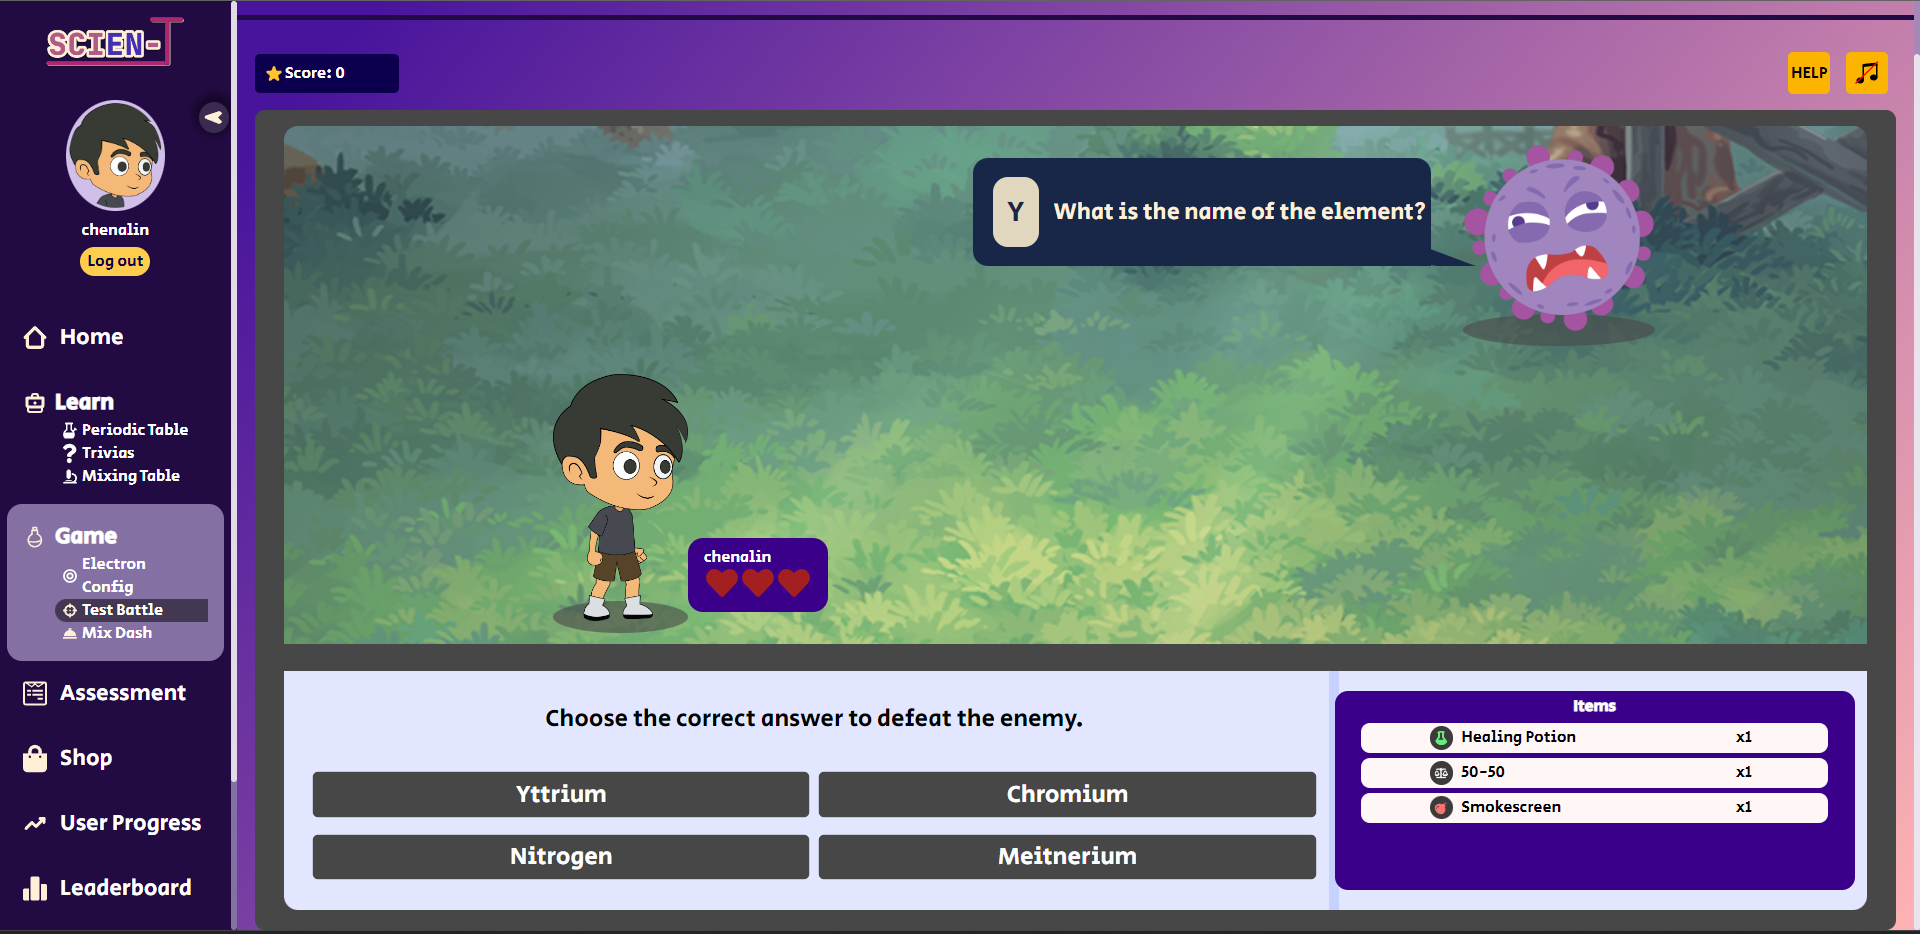 SCIEN-T
chenalin
Log out
Home
Learn
Periodic Table
Trivias
Mixing Table
Game
Electron
Config
Test Battle
Mix Dash
Assessment
Shop
User Progress
Leaderboard
Score: 0
HELP
Y
What is the name of the element?
chenalin
Choose the correct answer to defeat the enemy.
Yttrium
Chromium
Nitrogen
Meitnerium
Items
Healing Potion x1
50-50 x1
Smokescreen x1